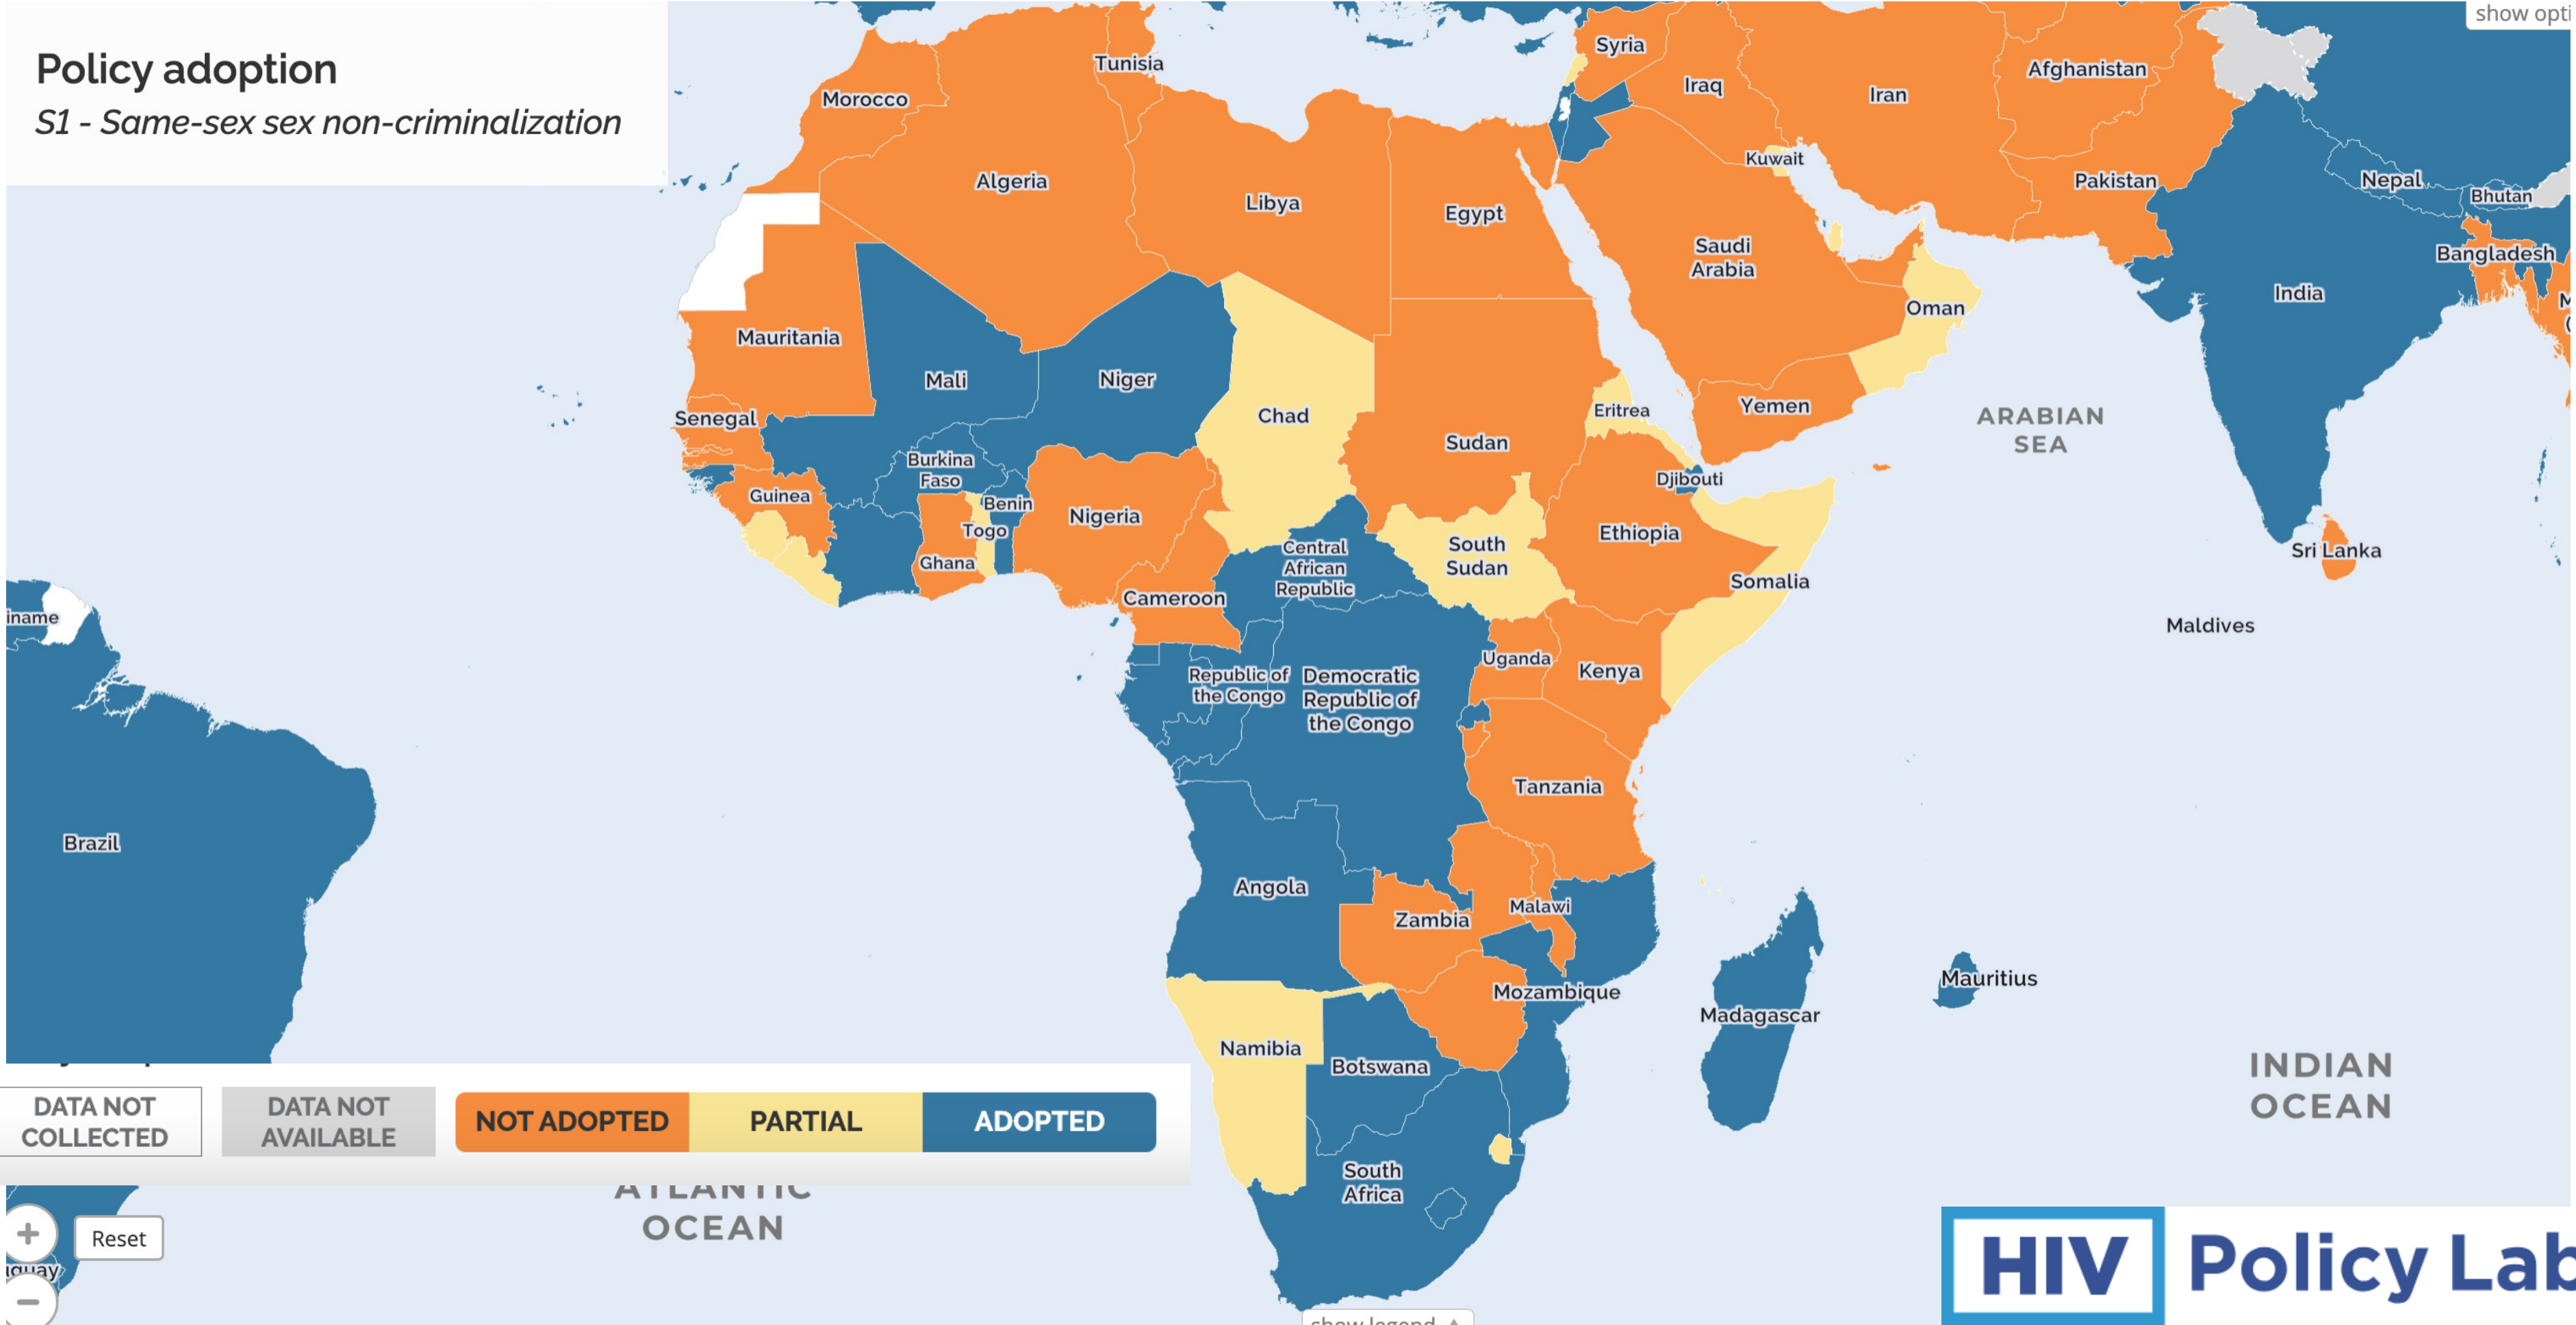 show opti
Policy adoption
S1 - Same-sex sex non-criminalization
Tunisia
Morocco
Algeria
Libya
Egypt
Syria
Iraq
Iran
Afghanistan
Kuwait
Pakistan
Nepal
Bhutan
Bangladesh
India
Saudi
Arabia
Oman
Yemen
Mauritania
Mali
Niger
Chad
Sudan
Eritrea
Senegal
Burkina
Faso
Guinea
Benin
Togo
Ghana
Nigeria
Djibouti
Ethiopia
South
Sudan
Somalia
Central
African
Republic
Cameroon
ARABIAN
SEA
Sri Lanka
Maldives
iname
Uganda
Kenya
Republic of
the Congo
Democratic
Republic of
the Congo
Tanzania
Brazil
Angola
Zambia
Malawi
Mozambique
Madagascar
Mauritius
Namibia
Botswana
South
Africa
INDIAN
OCEAN
DATA NOT
COLLECTED
DATA NOT
AVAILABLE
NOT ADOPTED
PARTIAL
ADOPTED
ATLANTIC
OCEAN
+
Reset
uguay
−
show legend
HIV Policy Lab